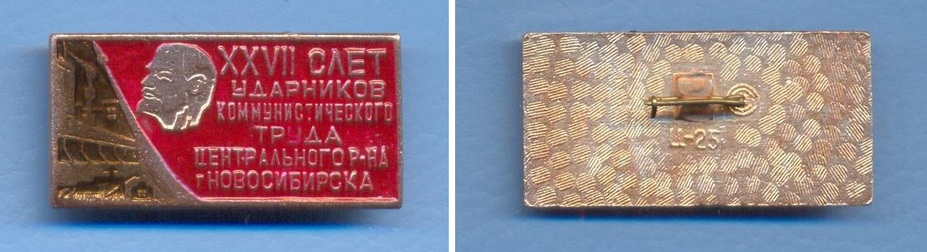 XXVII СЛЕТ
УДАРНИКОВ
КОММУНИСТИЧЕСКОГО
ТРУДА
ЦЕНТРАЛЬНОГО Р-НА
г НОВОСИБИРСКА
Ц-25